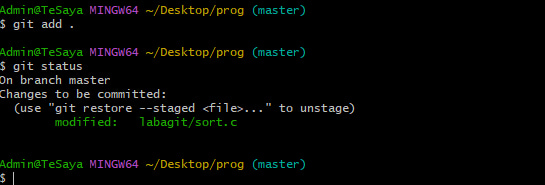 Admin@TeSaya MINGW64 ~/Desktop/prog (master)
$ git add .
Admin@TeSaya MINGW64 ~/Desktop/prog (master)
$ git status
On branch master
Changes to be committed:
  (use "git restore --staged <file>..." to unstage)
        modified:   labagit/sort.c
Admin@TeSaya MINGW64 ~/Desktop/prog (master)
$